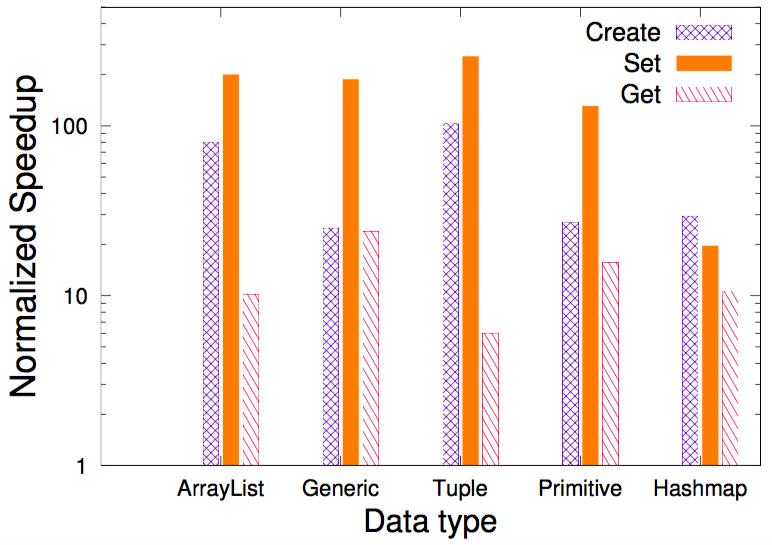 Create
Set
Get
Normalized Speedup
100
10
1
ArrayList Generic Tuple Primitive Hashmap
Data type